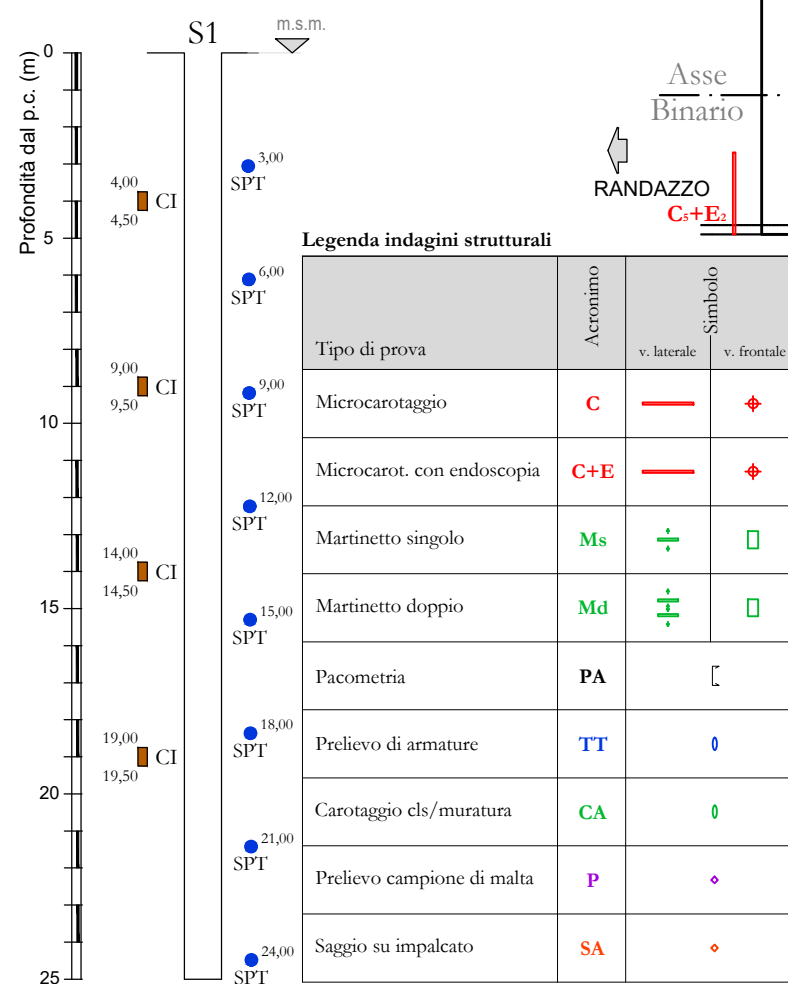 S1
m.s.m.
Profondità dal p.c. (m)
0
5
10
15
20
25
4,00
CI
4,50
9,00
CI
9,50
14,00
CI
14,50
19,00
CI
19,50
3,00
SPT
6,00
SPT
9,00
SPT
12,00
SPT
15,00
SPT
18,00
SPT
21,00
SPT
24,00
SPT
Asse
Binario
RANDAZZO
C5+E2
Legenda indagini strutturali
Tipo di prova Acronimo Simbolo
v. laterale v. frontale
Microcarotaggio C
Microcarot. con endoscopia C+E
Martinetto singolo Ms
Martinetto doppio Md
Pacometria PA
Prelievo di armature TT
Carotaggio cls/muratura CA
Prelievo campione di malta P
Saggio su impalcato SA